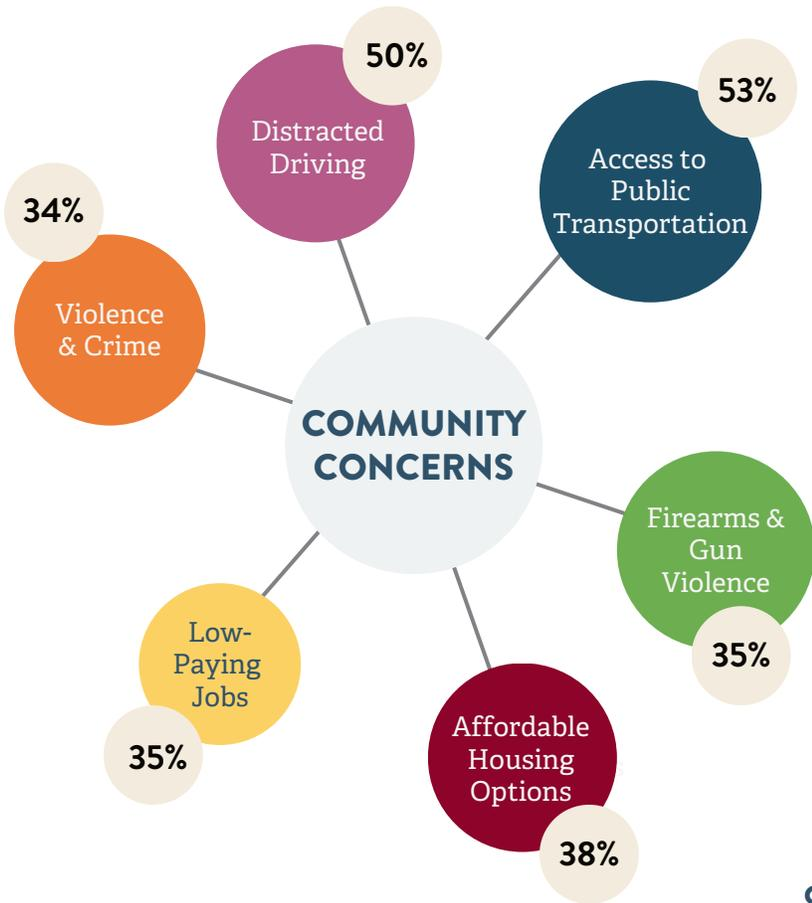 50%
Distracted
Driving
53%
Access to
Public
Transportation
34%
Violence
& Crime
COMMUNITY
CONCERNS
Firearms &
Gun
Violence
35%
Low-
Paying
Jobs
35%
Affordable
Housing
Options
38%